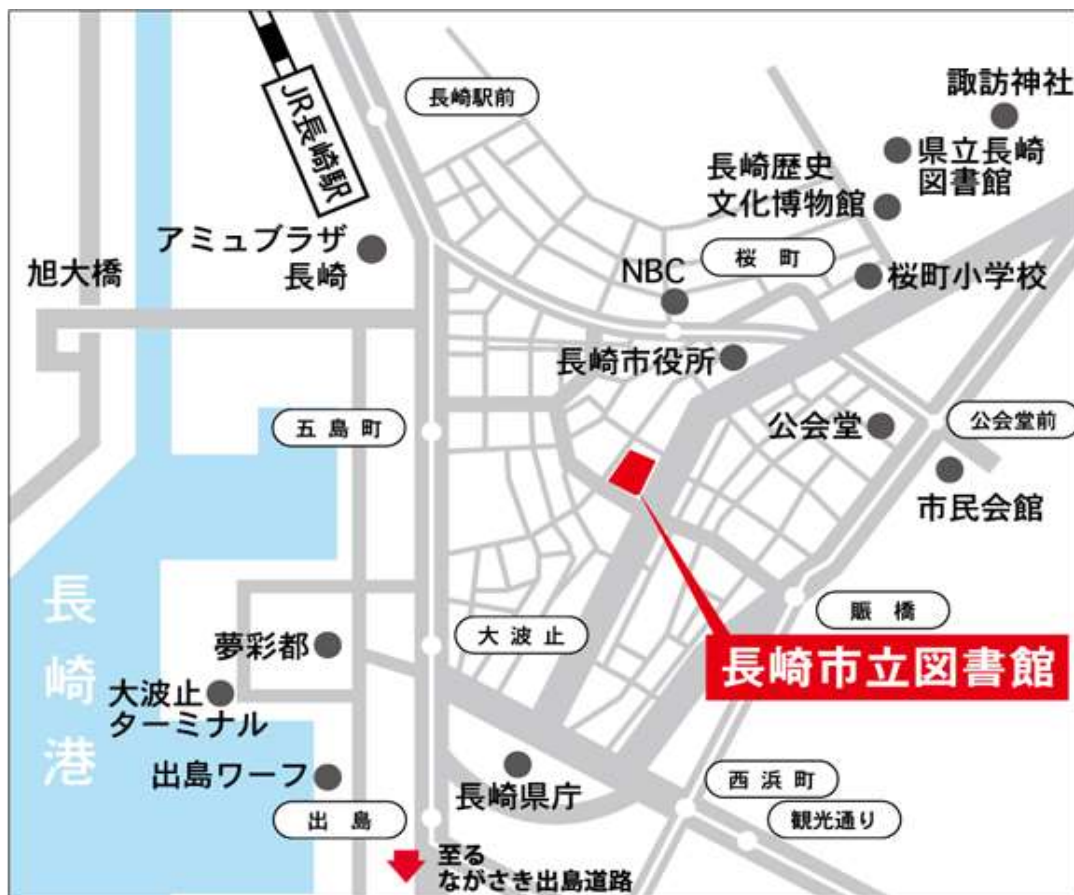 長崎駅前
JR長崎駅
諏訪神社
県立長崎
図書館
長崎歴史
文化博物館
アミュプラザ
長崎
旭大橋
桜町
NBC
桜町小学校
長崎市役所
五島町
公会堂
公会堂前
市民会館
長崎港
夢彩都
大波止
賑橋
長崎市立図書館
大波止
ターミナル
出島ワーフ
長崎県庁
西浜町
出島
観光通り
至る
ながさき出島道路